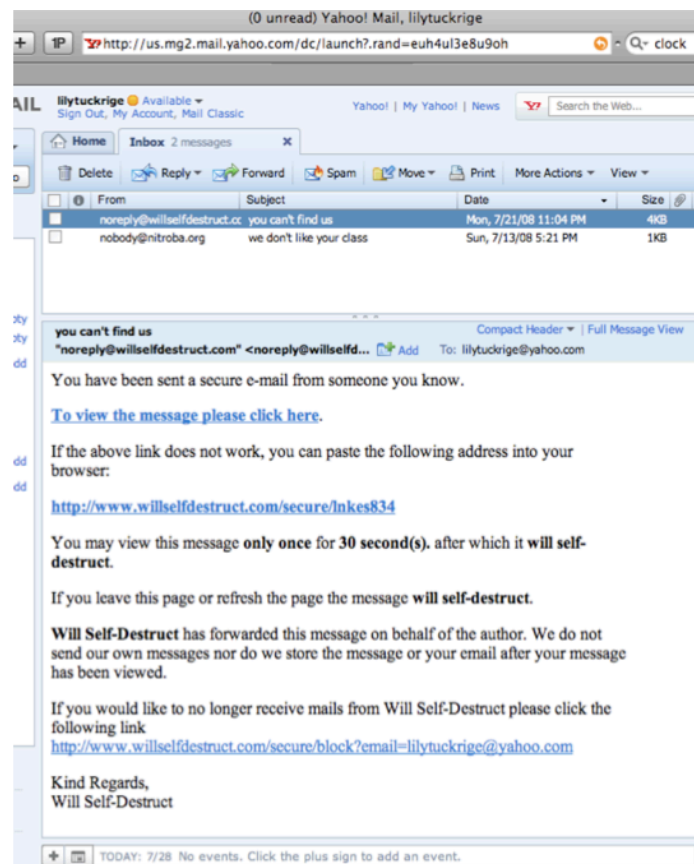 (0 unread) Yahoo! Mail, lilytuckrige
+ 1P http://us.mg2.mail.yahoo.com/dc/launch?.rand=euh4ul3e8u9oh clock
AIL lilytuckrige Available
Sign Out, My Account, Mail Classic Yahoo! | My Yahoo! | News Search the Web...
Home Inbox 2 messages X
Delete Reply Forward Spam Move Print More Actions View
From Subject Date Size
noreply@willselfdestruct.cc you can't find us Mon, 7/21/08 11:04 PM 4KB
nobody@nitroba.org we don't like your class Sun, 7/13/08 5:21 PM 1KB
you can't find us Compact Header | Full Message View
"noreply@willselfdestruct.com" <noreply@willselfd... Add To: lilytuckrige@yahoo.com
You have been sent a secure e-mail from someone you know.
To view the message please click here.
If the above link does not work, you can paste the following address into your
browser:
http://www.willselfdestruct.com/secure/lnkes834
You may view this message only once for 30 second(s). after which it will self-
destruct.
If you leave this page or refresh the page the message will self-destruct.
Will Self-Destruct has forwarded this message on behalf of the author. We do not
send our own messages nor do we store the message or your email after your message
has been viewed.
If you would like to no longer receive mails from Will Self-Destruct please click the
following link
http://www.willselfdestruct.com/secure/block?email=lilytuckrige@yahoo.com
Kind Regards,
Will Self-Destruct
+ TODAY: 7/28 No events. Click the plus sign to add an event.